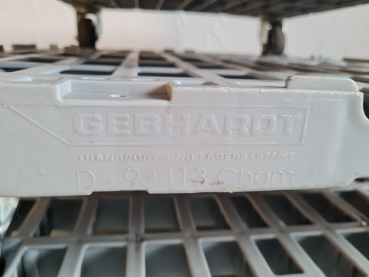 GEBHARDT
TRANSPORT- UND LAGERSYSTEME
D - 93413 Cham